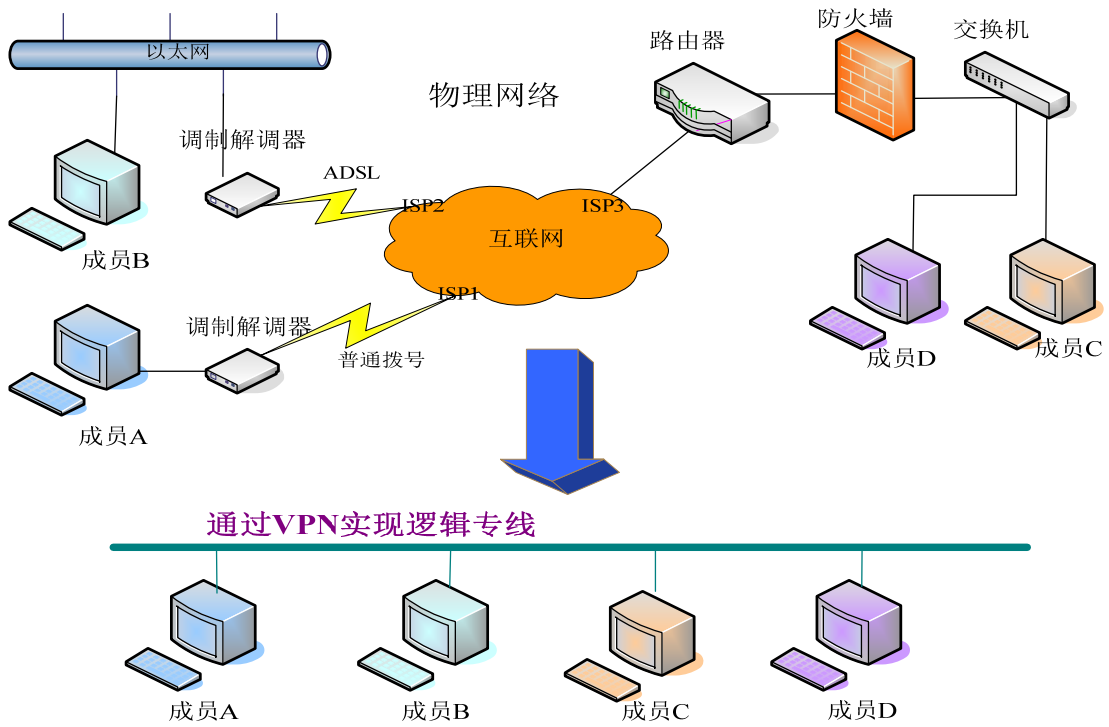 防火墙
交换机
路由器
以太网
物理网络
调制解调器
ADSL
ISP2
ISP3
互联网
成员B
ISP1
调制解调器
普通拨号
成员D
成员C
成员A
通过VPN实现逻辑专线
成员A
成员B
成员C
成员D